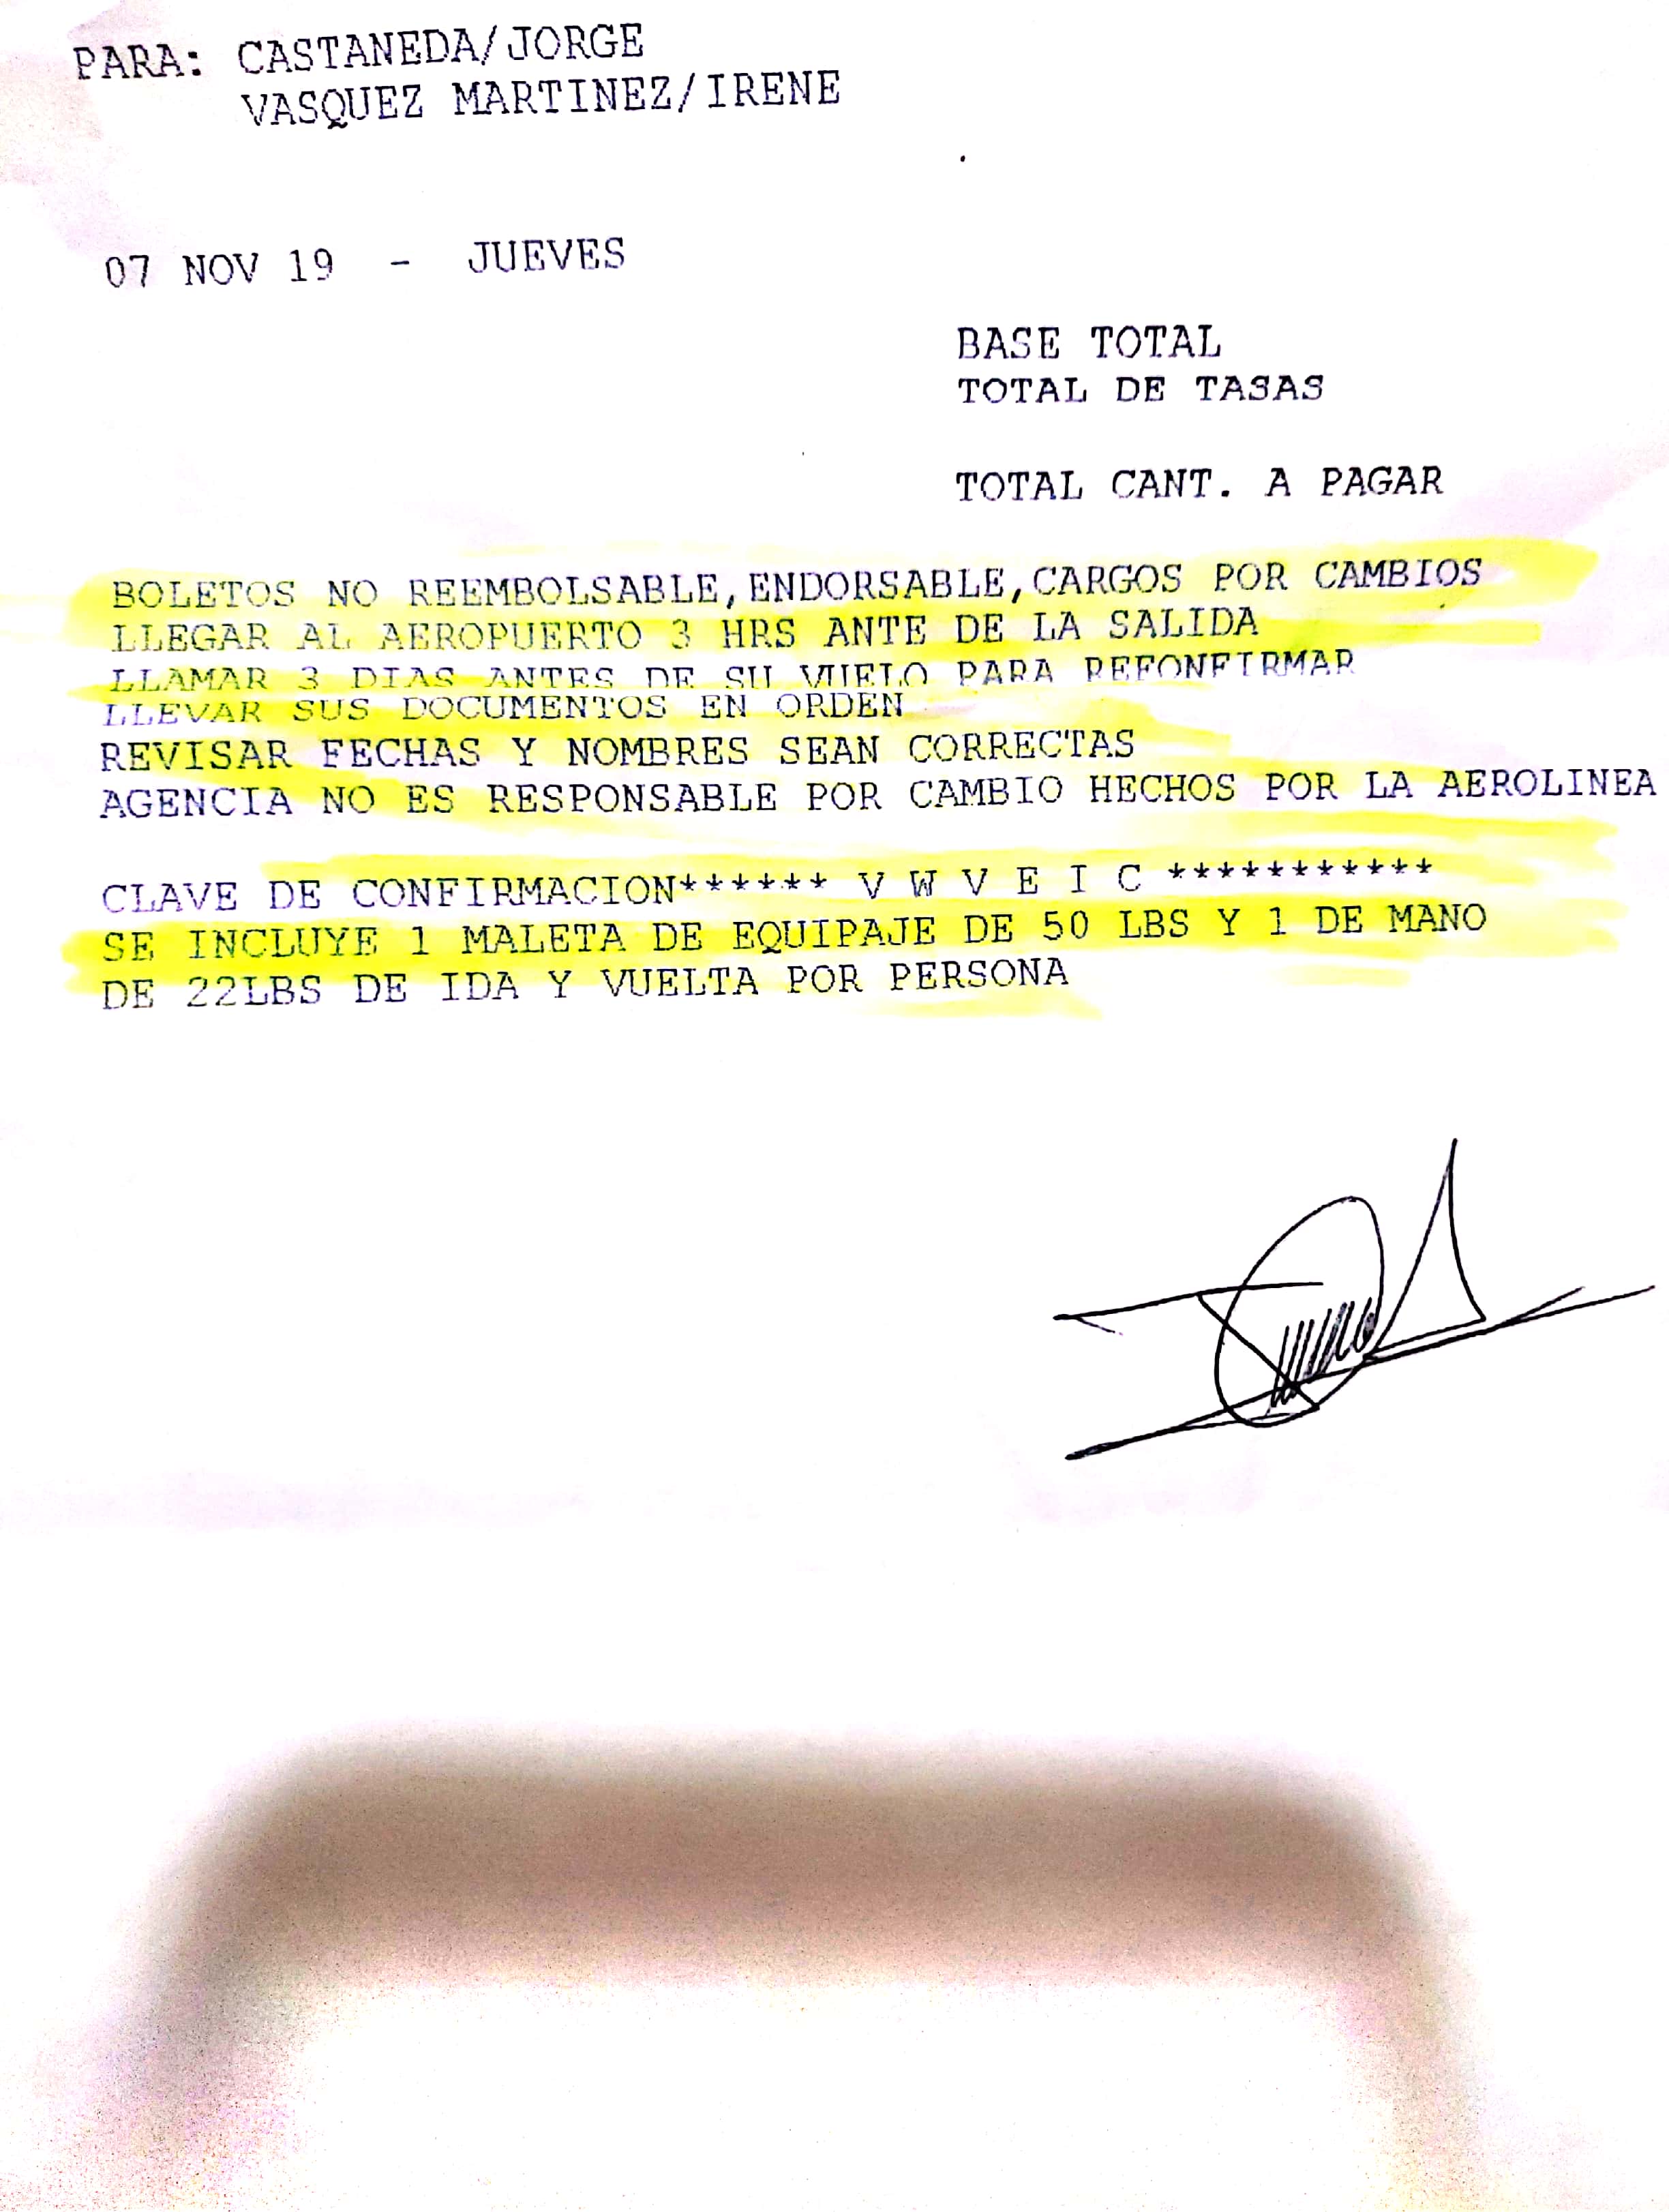 PARA: CASTANEDA/JORGE
VASQUEZ MARTINEZ/IRENE
07 NOV 19 - JUEVES
BASE TOTAL
TOTAL DE TASAS
TOTAL CANT. A PAGAR
BOLETOS NO REEMBOLSABLE,ENDORSABLE,CARGOS POR CAMBIOS
LLEGAR AL AEROPUERTO 3 HRS ANTE DE LA SALIDA
LLAMAR 3 DIAS ANTES DE SU VUELO PARA REFONFIRMAR
LLEVAR SUS DOCUMENTOS EN ORDEN
REVISAR FECHAS Y NOMBRES SEAN CORRECTAS
AGENCIA NO ES RESPONSABLE POR CAMBIO HECHOS POR LA AEROLINEA
CLAVE DE CONFIRMACION****** V W V E I C ***********
SE INCLUYE 1 MALETA DE EQUIPAJE DE 50 LBS Y 1 DE MANO
DE 22LBS DE IDA Y VUELTA POR PERSONA